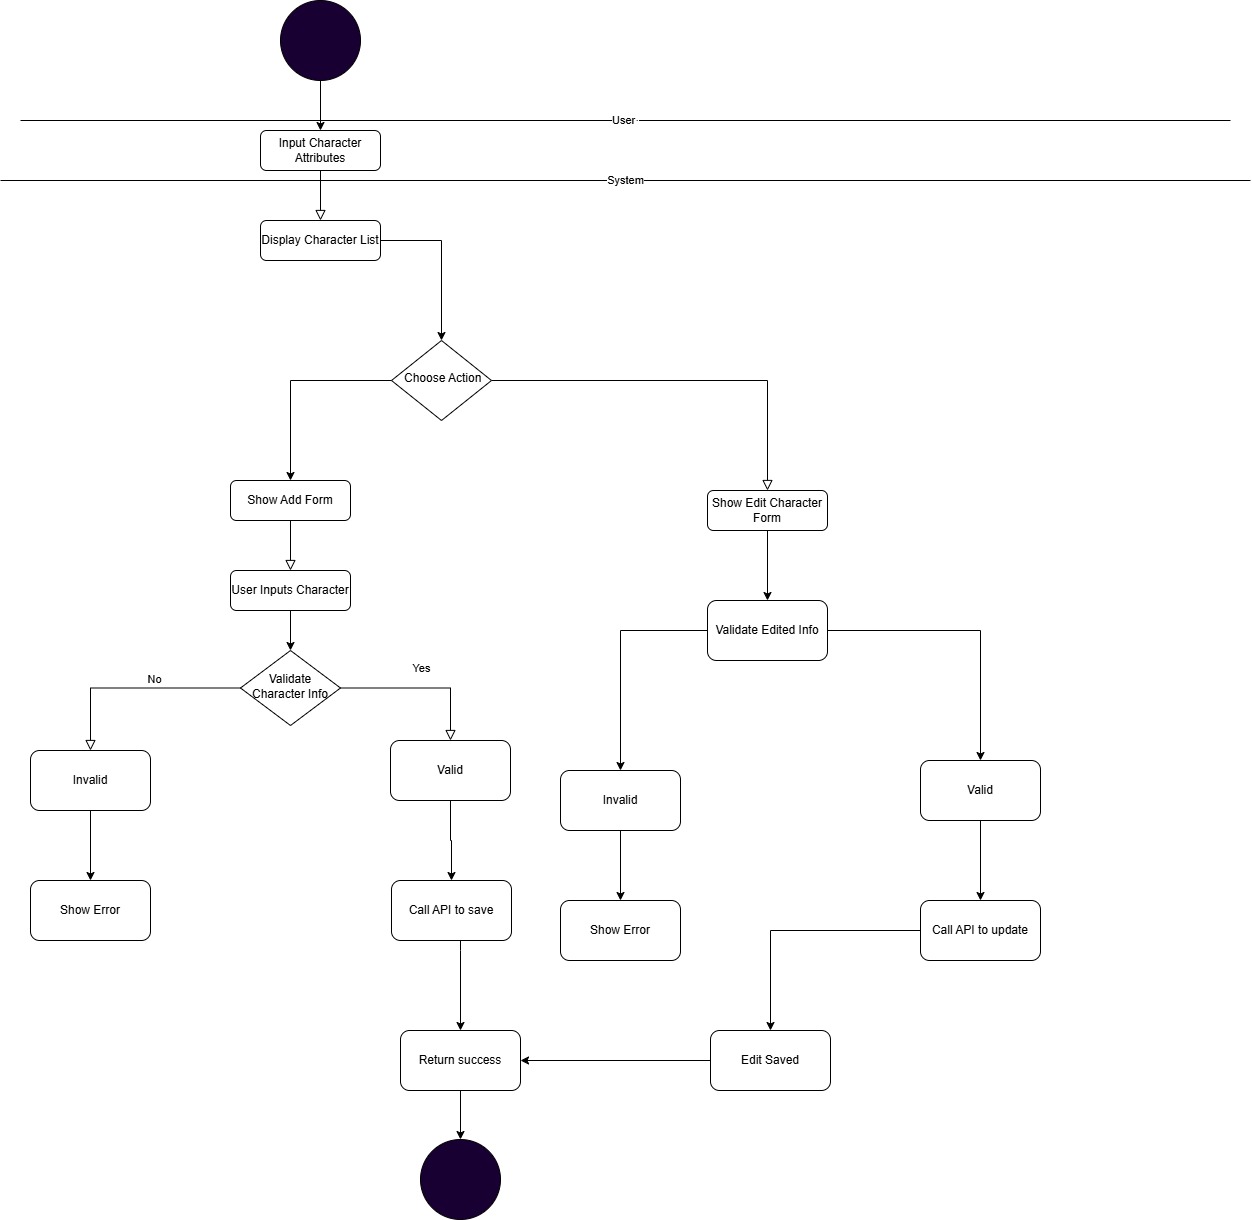 User
Input Character
Attributes
System
Display Character List
Choose Action
Show Add Form
Show Edit Character
Form
User Inputs Character
Validate Edited Info
No
Validate
Character Info
Yes
Invalid
Valid
Invalid
Valid
Show Error
Call API to save
Show Error
Call API to update
Return success
Edit Saved